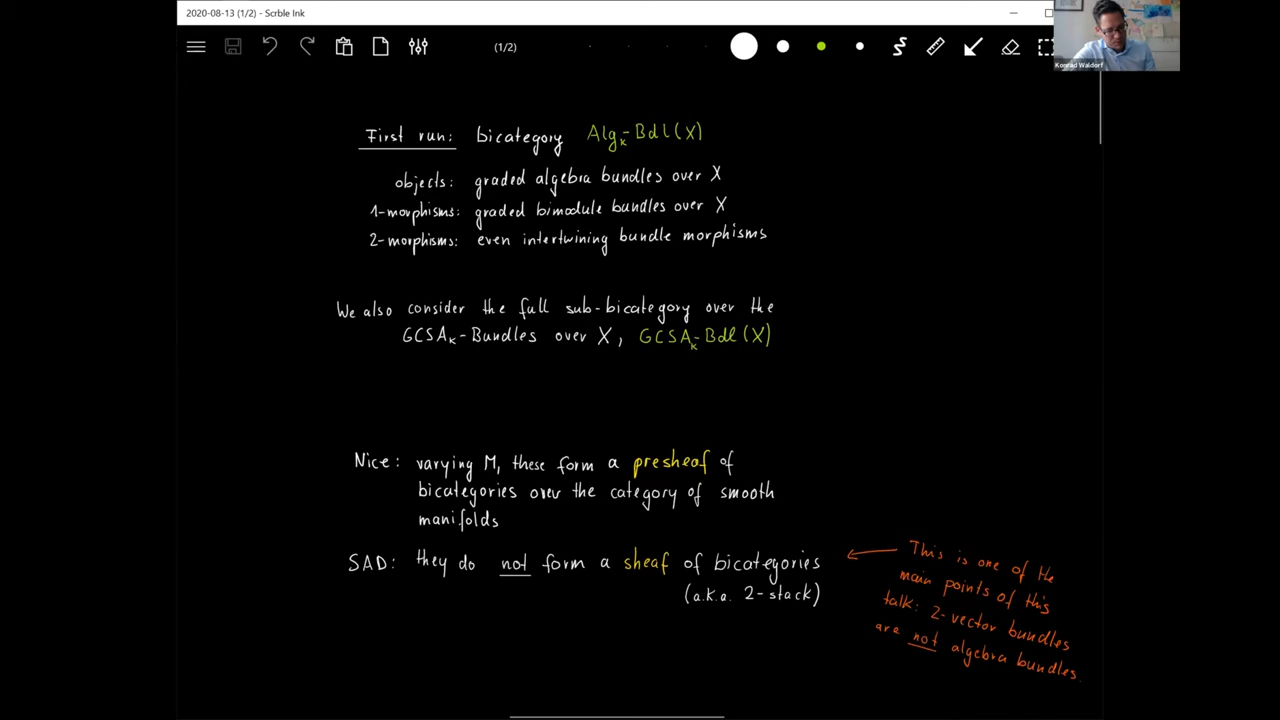 2020-08-13 (1/2) - Scrble Ink
(1/2)
Konrad Waldorf
First run: bicategory Alg_k-Bdl(X)
objects: graded algebra bundles over X
1-morphisms: graded bimodule bundles over X
2-morphisms: even intertwining bundle morphisms
We also consider the full sub-bicategory over the
GCSA_k-Bundles over X, GCSA_k-Bdl(X)
Nice: varying M, these form a presheaf of
bicategories over the category of smooth
manifolds
SAD: they do not form a sheaf of bicategories
(a.k.a. 2-stack)
This is one of the
main points of this
talk: 2-vector bundles
are not algebra bundles.